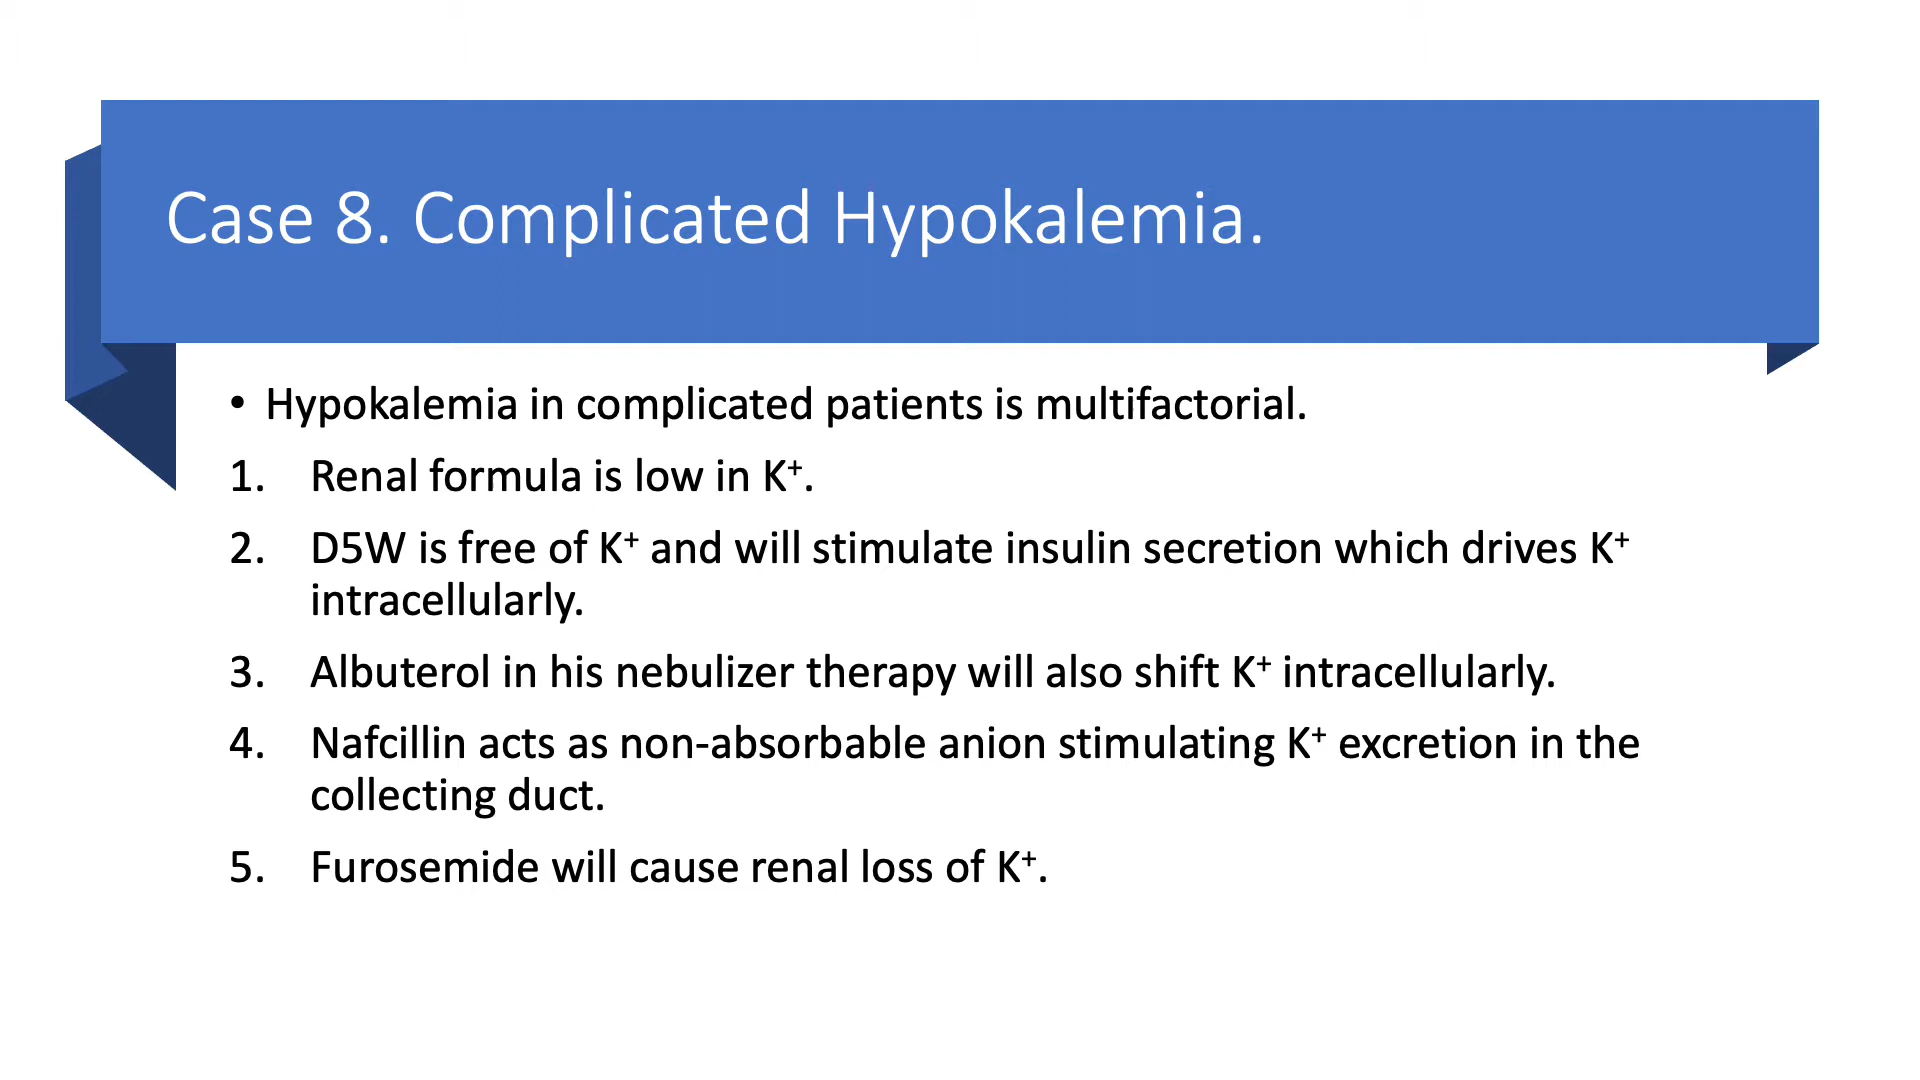 Case 8. Complicated Hypokalemia.
• Hypokalemia in complicated patients is multifactorial.
1. Renal formula is low in K⁺.
2. D5W is free of K⁺ and will stimulate insulin secretion which drives K⁺
intracellularly.
3. Albuterol in his nebulizer therapy will also shift K⁺ intracellularly.
4. Nafcillin acts as non-absorbable anion stimulating K⁺ excretion in the
collecting duct.
5. Furosemide will cause renal loss of K⁺.